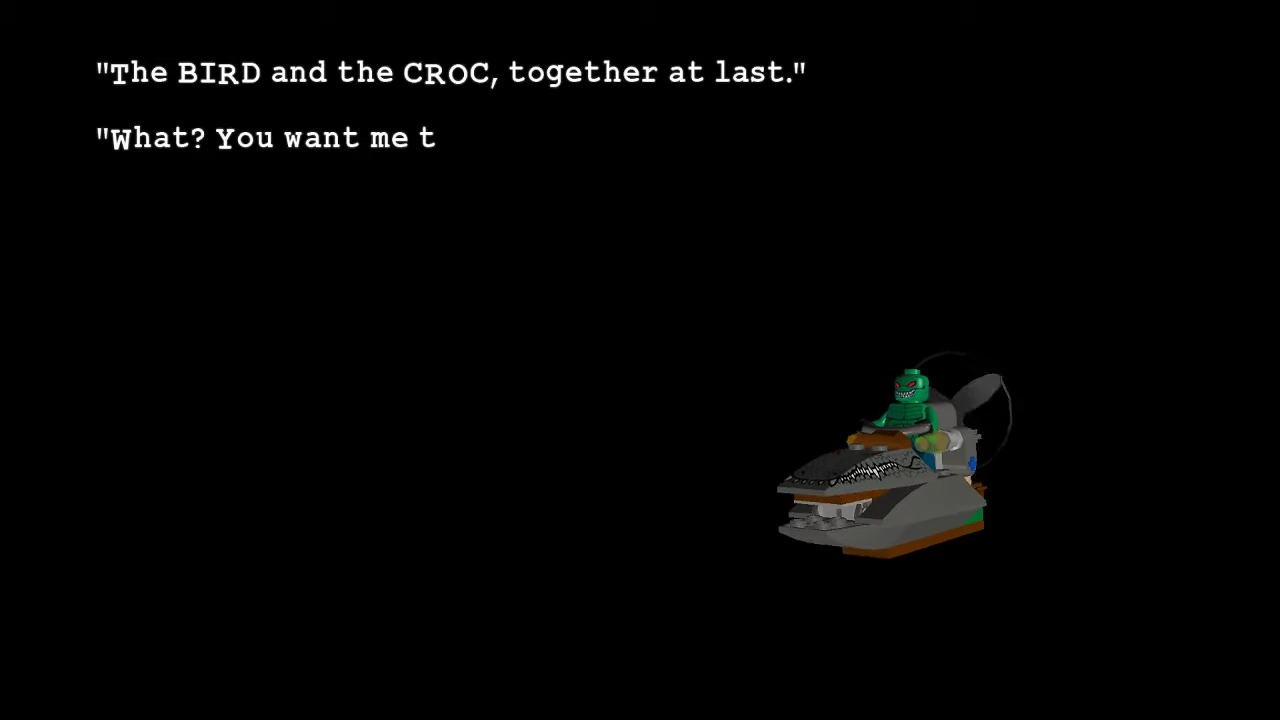 "The BIRD and the CROC, together at last."
"What? You want me t